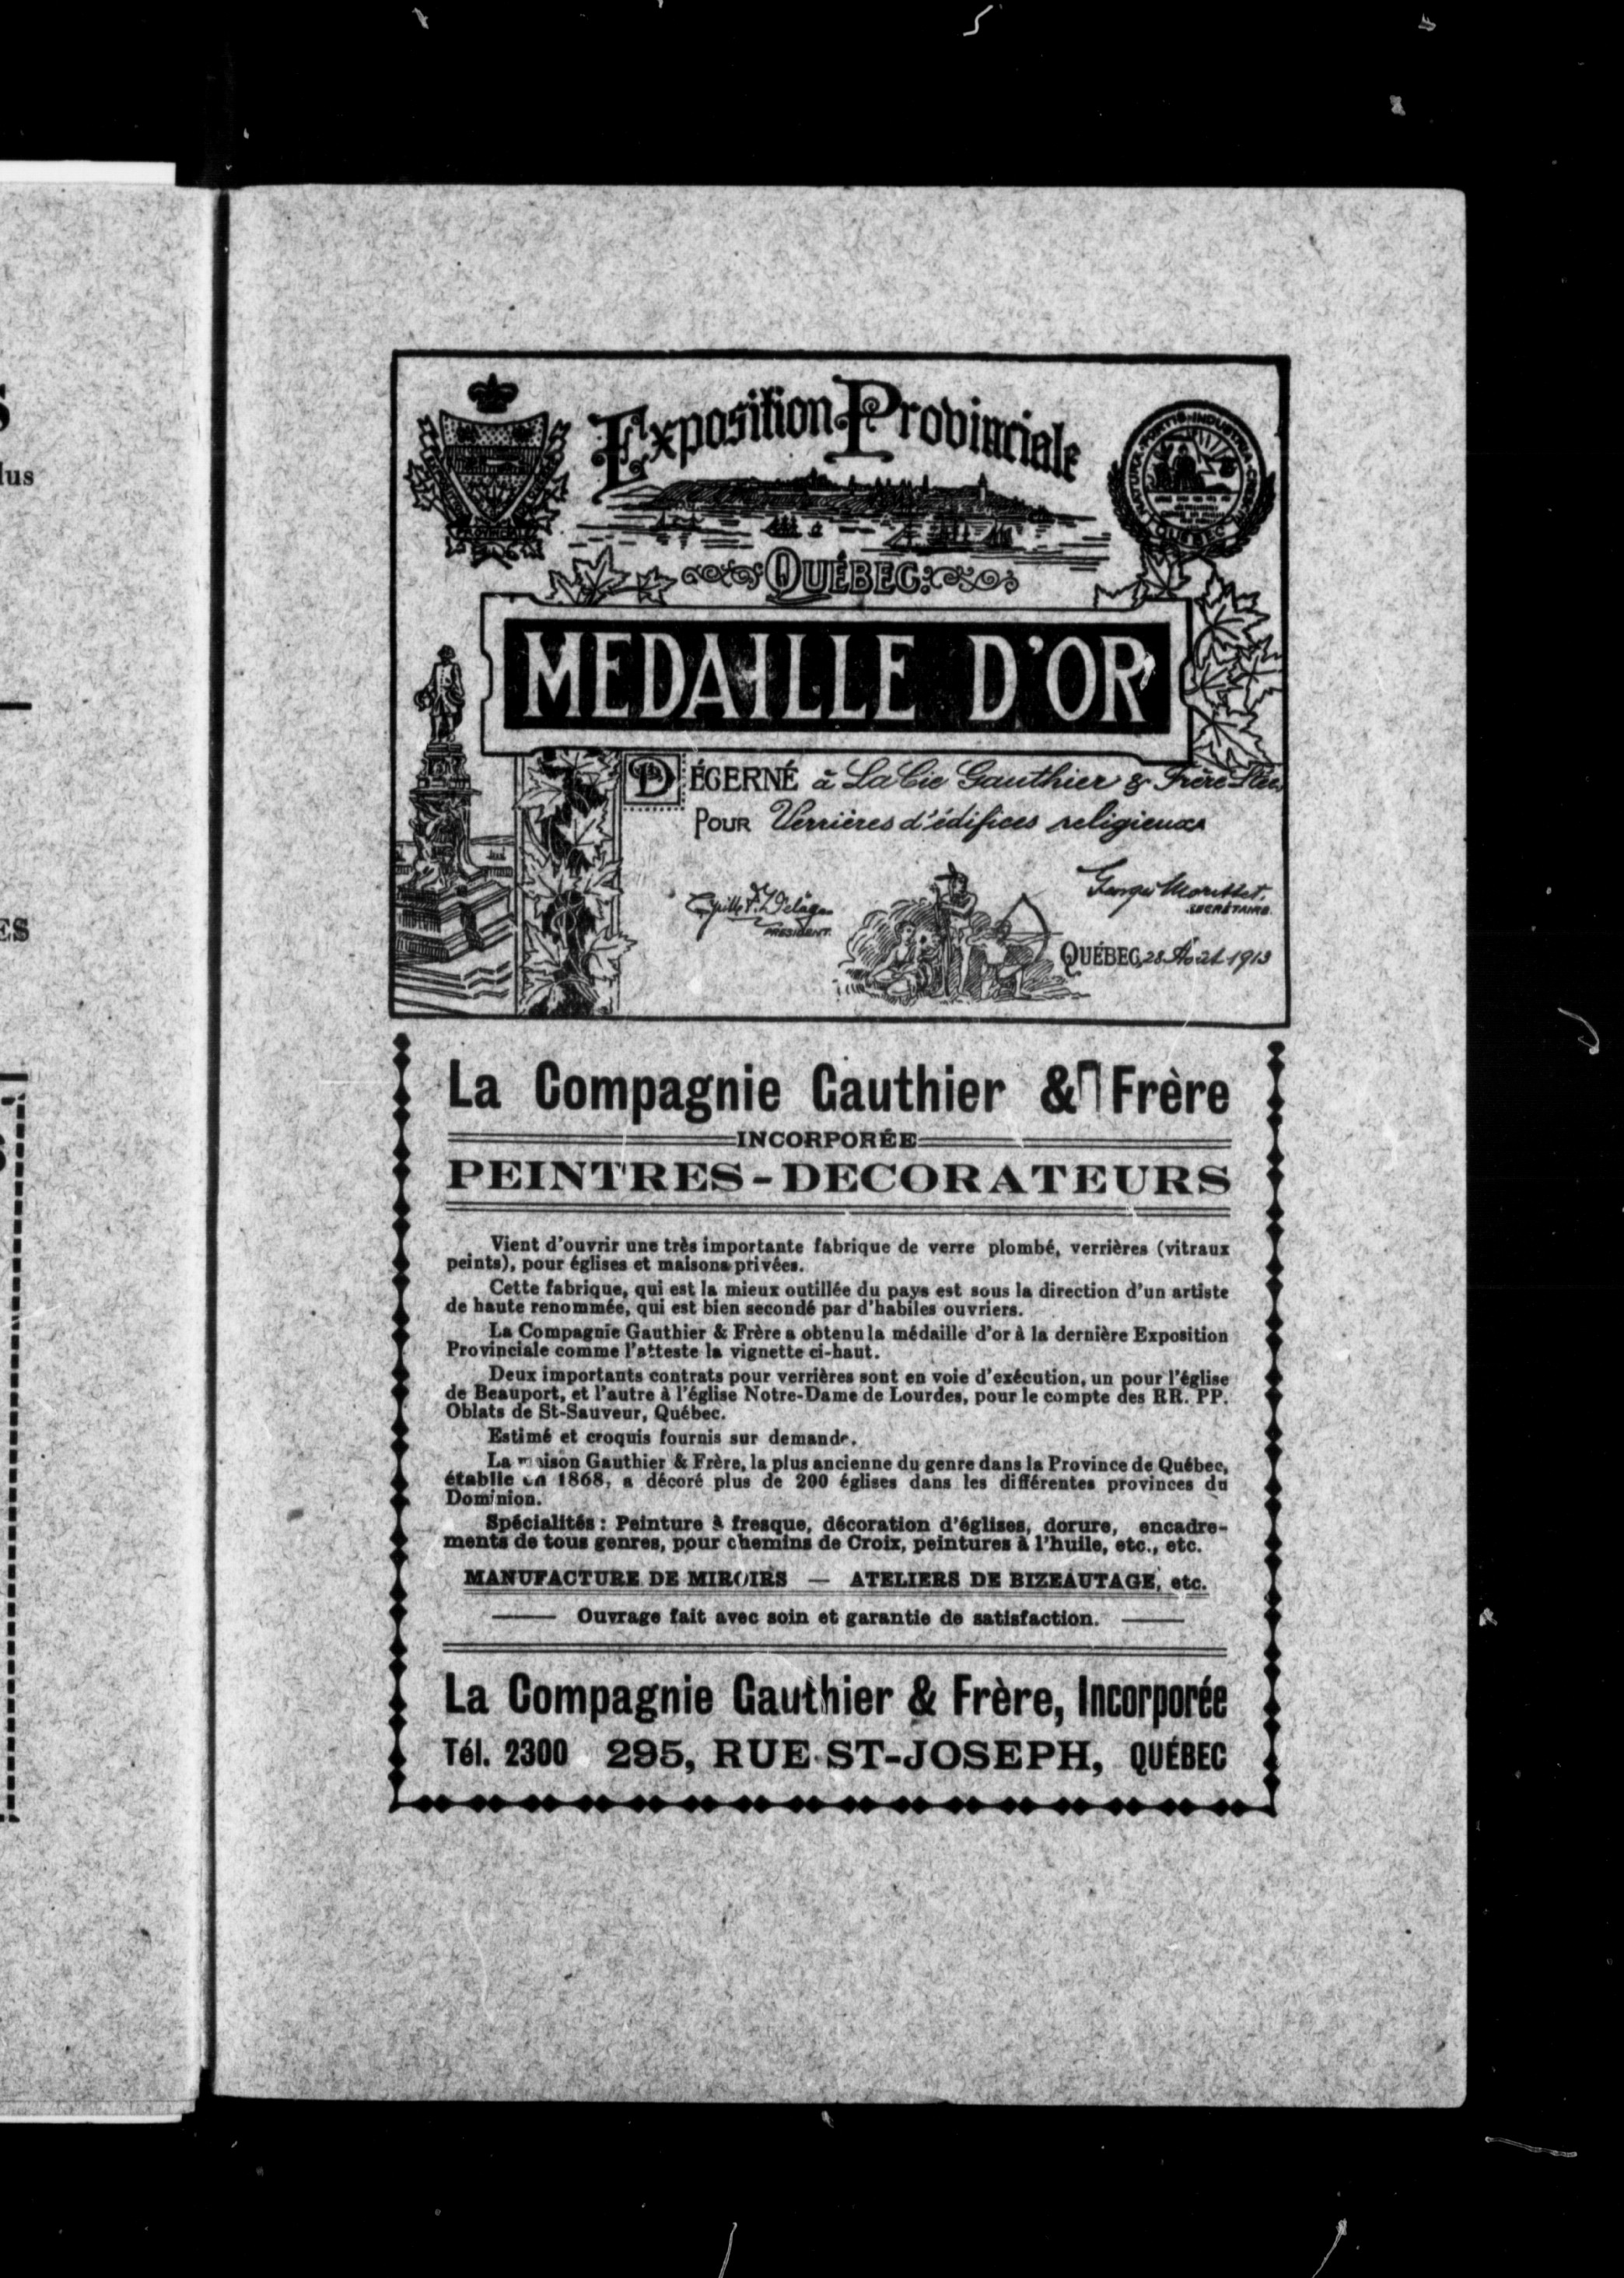 S
lus
ES
Exposition Provinciale
PROVINCIALE
NATURA·FORTIS·INDUSTRIA·
QUEBEC
QUÉBEC
MEDAILLE D'OR
DÉCERNÉ à La Cie Gauthier & Frère Ltée,
POUR Verrières d'édifices religieux
PRÉSIDENT.
Georges Morisset,
SECRÉTAIRE
QUÉBEC, 28 Août 1913
La Compagnie Gauthier & Frère
INCORPORÉE
PEINTRES-DECORATEURS
Vient d'ouvrir une très importante fabrique de verre plombé, verrières (vitraux
peints), pour églises et maisons privées.
Cette fabrique, qui est la mieux outillée du pays est sous la direction d'un artiste
de haute renommée, qui est bien secondé par d'habiles ouvriers.
La Compagnie Gauthier & Frère a obtenu la médaille d'or à la dernière Exposition
Provinciale comme l'atteste la vignette ci-haut.
Deux importants contrats pour verrières sont en voie d'exécution, un pour l'église
de Beauport, et l'autre à l'église Notre-Dame de Lourdes, pour le compte des RR. PP.
Oblats de St-Sauveur, Québec.
Estimé et croquis fournis sur demande.
La maison Gauthier & Frère, la plus ancienne du genre dans la Province de Québec,
établie en 1868, a décoré plus de 200 églises dans les différentes provinces du
Dominion.
Spécialités : Peinture à fresque, décoration d'églises, dorure, encadre-
ments de tous genres, pour chemins de Croix, peintures à l'huile, etc., etc.
MANUFACTURE DE MIROIRS — ATELIERS DE BIZEAUTAGE, etc.
Ouvrage fait avec soin et garantie de satisfaction.
La Compagnie Gauthier & Frère, Incorporée
Tél. 2300 295, RUE ST-JOSEPH, QUÉBEC